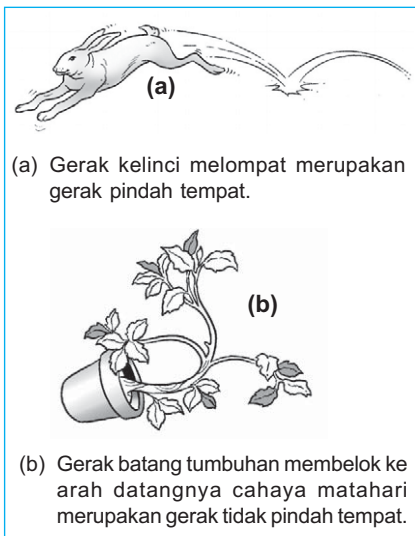 (a)
(a) Gerak kelinci melompat merupakan
gerak pindah tempat.
(b)
(b) Gerak batang tumbuhan membelok ke
arah datangnya cahaya matahari
merupakan gerak tidak pindah tempat.